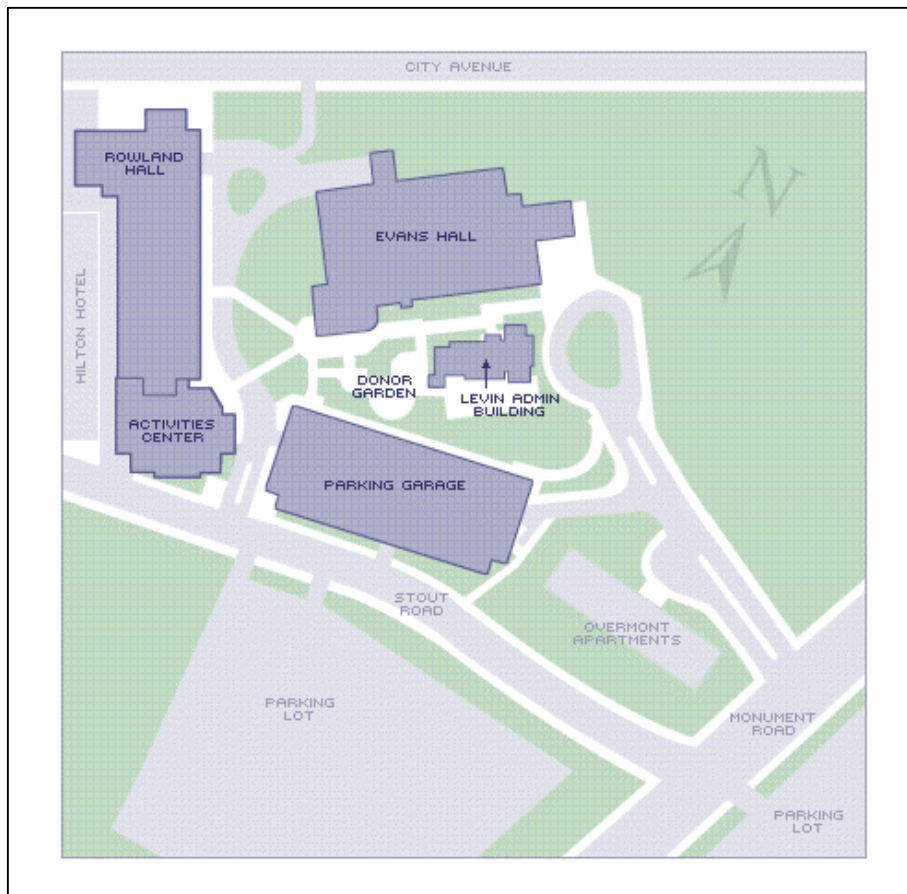 CITY AVENUE
ROWLAND
HALL
N
EVANS HALL
HILTON HOTEL
DONOR
GARDEN
LEVIN ADMIN
BUILDING
ACTIVITIES
CENTER
PARKING GARAGE
STOUT
ROAD
OVERMONT
APARTMENTS
PARKING
LOT
MONUMENT
ROAD
PARKING
LOT